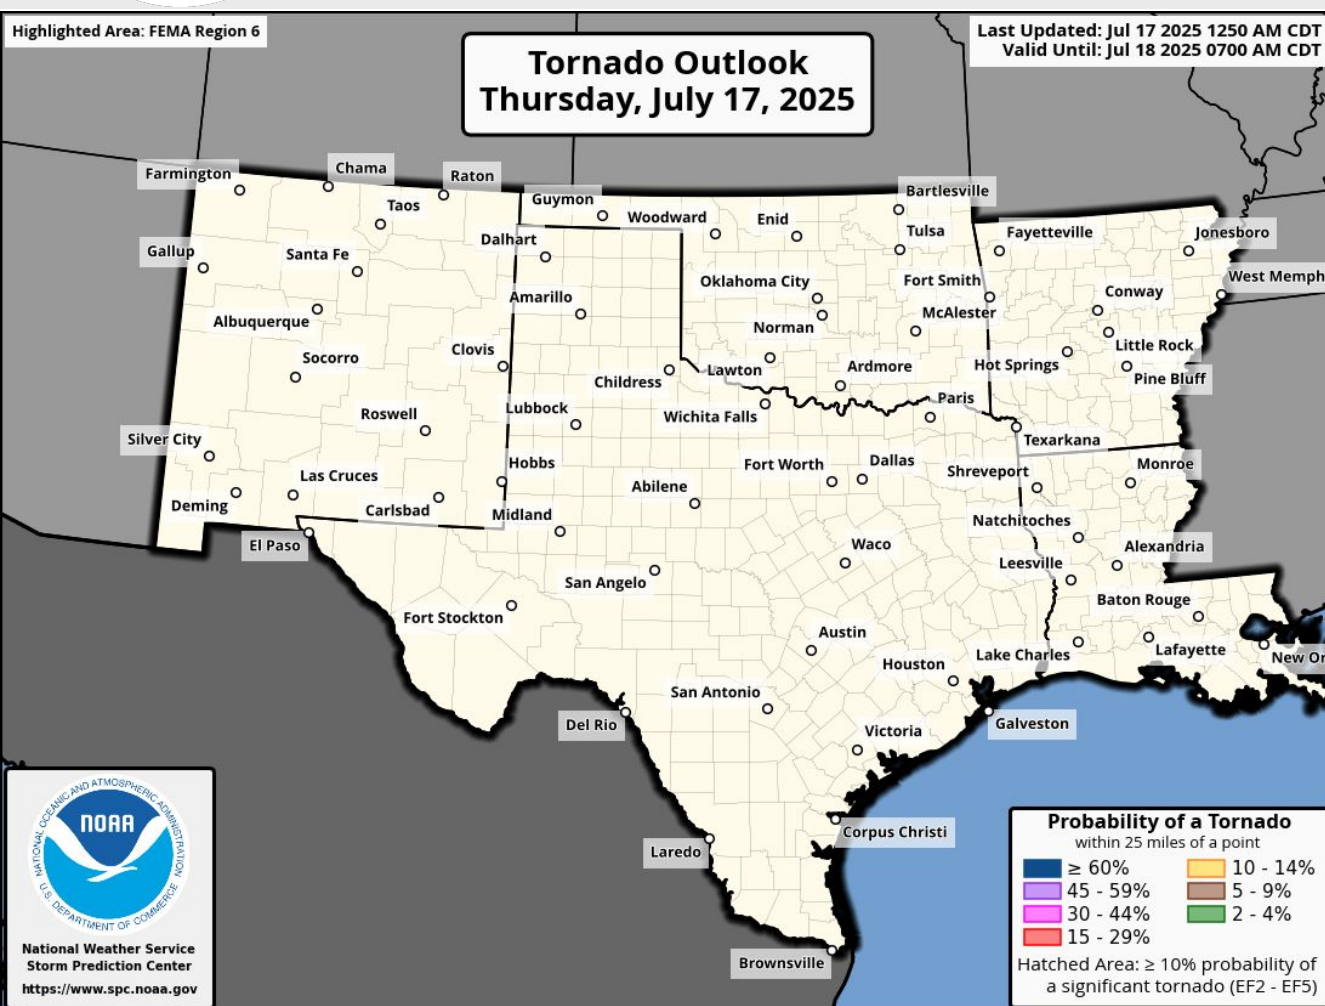 Highlighted Area: FEMA Region 6
Last Updated: Jul 17 2025 1250 AM CDT
Valid Until: Jul 18 2025 0700 AM CDT
Tornado Outlook
Thursday, July 17, 2025
Farmington
Chama
Raton
Taos
Guymon
Woodward
Enid
Bartlesville
Tulsa
Fayetteville
Jonesboro
Gallup
Santa Fe
Dalhart
Fort Smith
West Memph
Albuquerque
Amarillo
Oklahoma City
Norman
McAlester
Conway
Little Rock
Socorro
Clovis
Childress
Lawton
Ardmore
Hot Springs
Pine Bluff
Roswell
Lubbock
Wichita Falls
Paris
Texarkana
Silver City
Las Cruces
Hobbs
Fort Worth
Dallas
Shreveport
Monroe
Deming
Carlsbad
Midland
Abilene
Natchitoches
El Paso
Waco
Alexandria
San Angelo
Leesville
Fort Stockton
Baton Rouge
Austin
Houston
Lake Charles
Lafayette
New Or
San Antonio
Del Rio
Victoria
Galveston
Corpus Christi
Laredo
Brownsville
NATIONAL OCEANIC AND ATMOSPHERIC ADMINISTRATION
NOAA
U.S. DEPARTMENT OF COMMERCE
National Weather Service
Storm Prediction Center
https://www.spc.noaa.gov
Probability of a Tornado
within 25 miles of a point
≥ 60%
10 - 14%
45 - 59%
5 - 9%
30 - 44%
2 - 4%
15 - 29%
Hatched Area: ≥ 10% probability of
a significant tornado (EF2 - EF5)